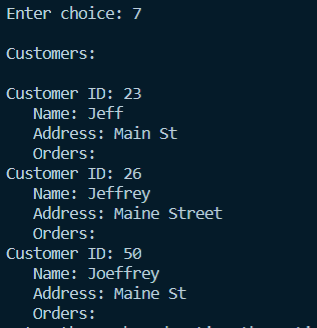 Enter choice: 7
Customers:
Customer ID: 23
Name: Jeff
Address: Main St
Orders:
Customer ID: 26
Name: Jeffrey
Address: Maine Street
Orders:
Customer ID: 50
Name: Joeffrey
Address: Maine St
Orders: